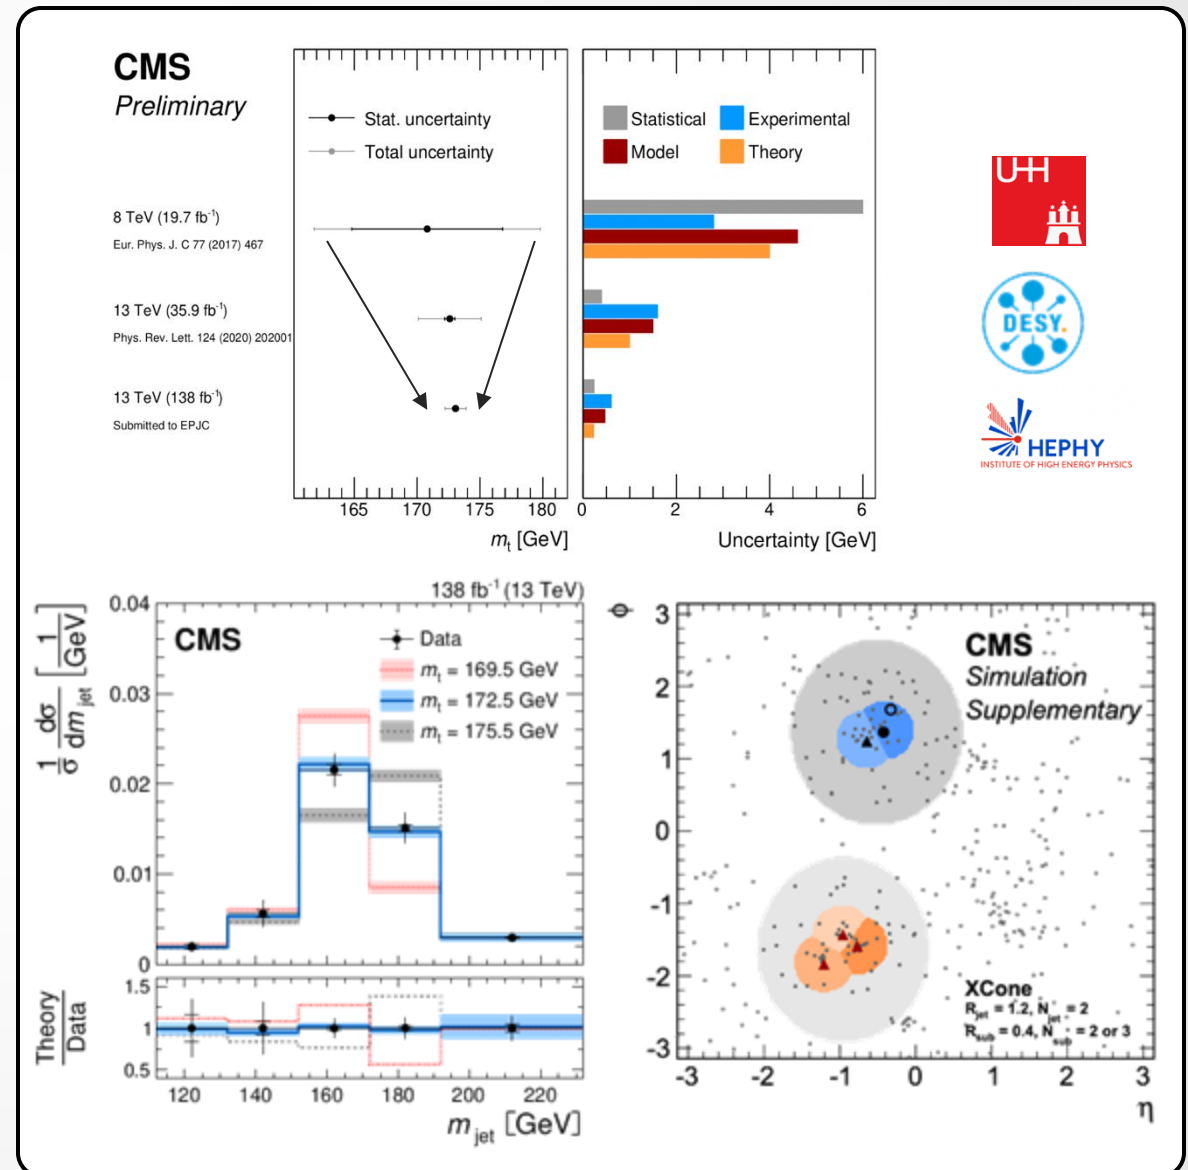 CMS
Preliminary
Stat. uncertainty
Total uncertainty
Statistical
Experimental
Model
Theory
8 TeV (19.7 fb⁻¹)
Eur. Phys. J. C 77 (2017) 467
13 TeV (35.9 fb⁻¹)
Phys. Rev. Lett. 124 (2020) 202001
13 TeV (138 fb⁻¹)
Submitted to EPJC
165 170 175 180
mt [GeV]
0 2 4 6
Uncertainty [GeV]
UHH
DESY.
HEPHY
INSTITUTE OF HIGH ENERGY PHYSICS
138 fb⁻¹ (13 TeV)
CMS
Data
mt = 169.5 GeV
mt = 172.5 GeV
mt = 175.5 GeV
1/σ dσ/dmjet [1/GeV]
0.04
0.03
0.02
0.01
0
Theory/Data
1.5
1
0.5
120 140 160 180 200 220
mjet [GeV]
ϕ
3
2
1
0
-1
-2
-3
CMS
Simulation
Supplementary
XCone
Rjet = 1.2, Njet = 2
Rsub = 0.4, Nsub = 2 or 3
-3 -2 -1 0 1 2 3
η